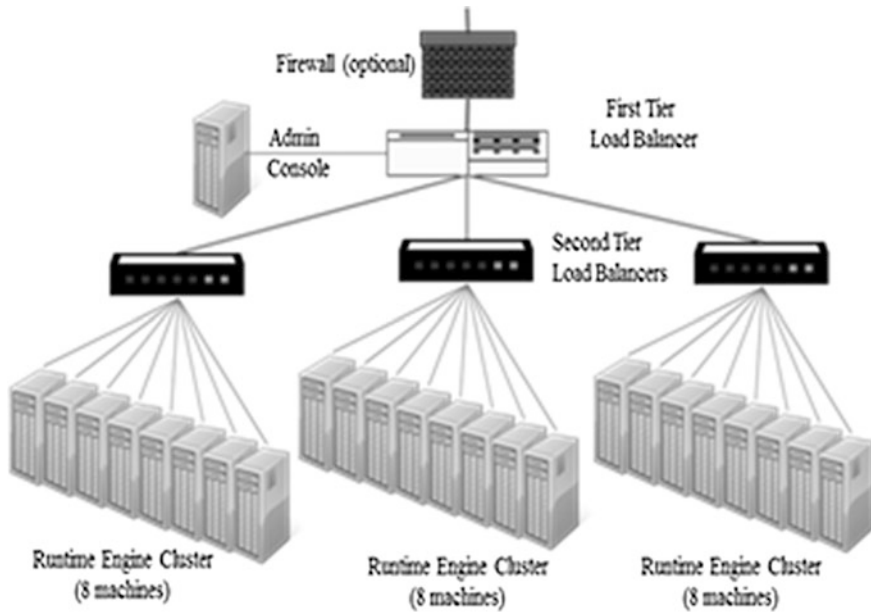 Firewall (optional)
First Tier
Load Balancer
Admin
Console
Second Tier
Load Balancers
Runtime Engine Cluster
(8 machines)
Runtime Engine Cluster
(8 machines)
Runtime Engine Cluster
(8 machines)